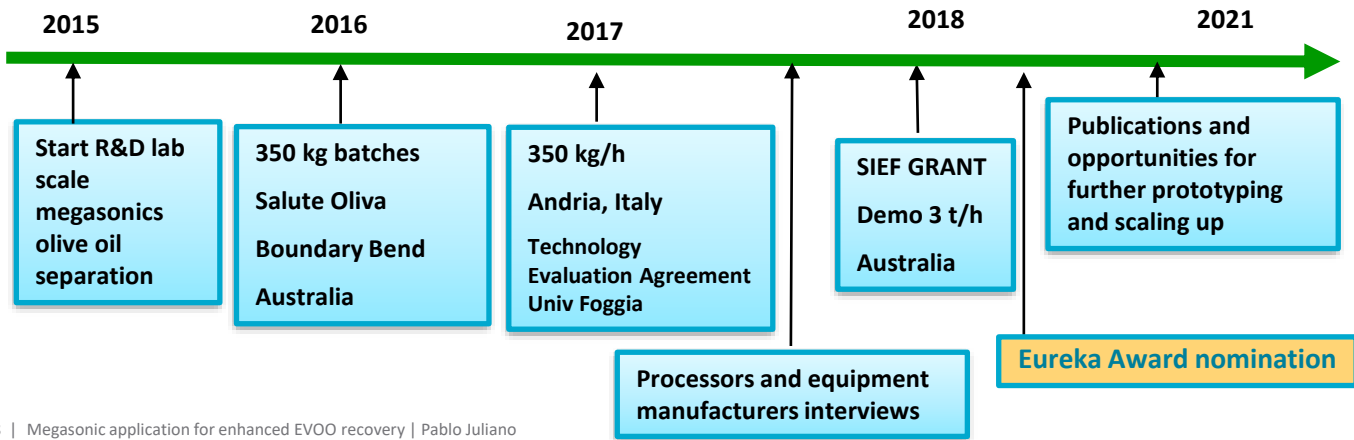 2015
2016
2017
2018
2021
Start R&D lab
scale
megasonics
olive oil
separation
350 kg batches
Salute Oliva
Boundary Bend
Australia
350 kg/h
Andria, Italy
Technology
Evaluation Agreement
Univ Foggia
SIEF GRANT
Demo 3 t/h
Australia
Publications and
opportunities for
further prototyping
and scaling up
Processors and equipment
manufacturers interviews
Eureka Award nomination
| Megasonic application for enhanced EVOO recovery | Pablo Juliano